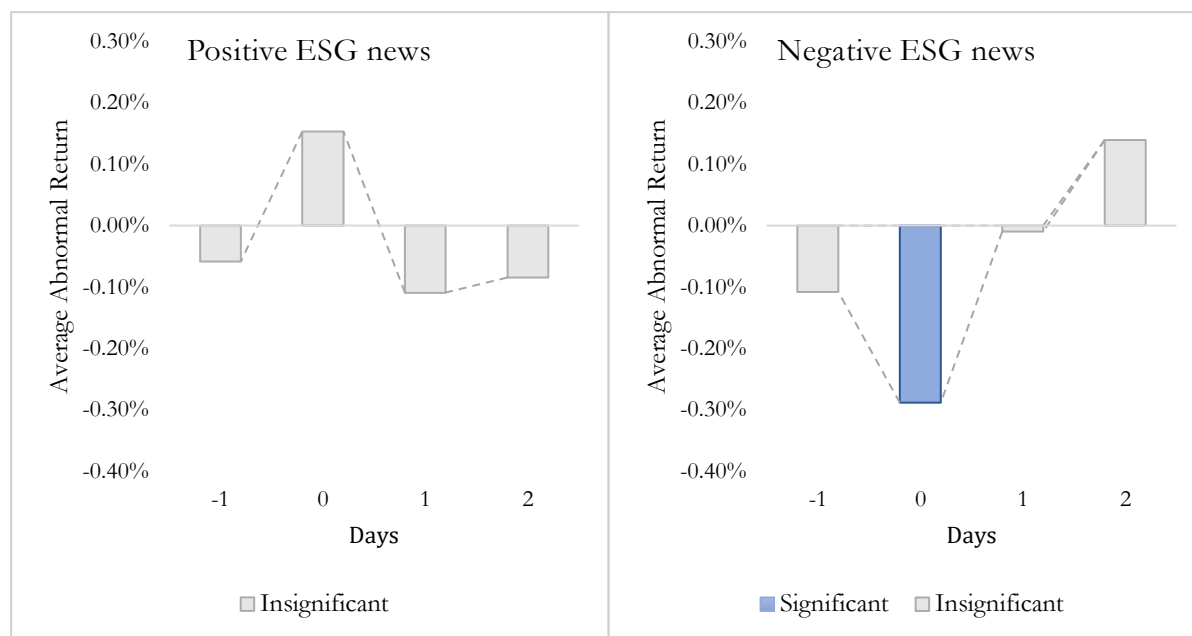 Positive ESG news
Average Abnormal Return
0.30%
0.20%
0.10%
0.00%
-0.10%
-0.20%
-0.30%
-0.40%
-1 0 1 2
Days
Insignificant
Negative ESG news
Average Abnormal Return
0.30%
0.20%
0.10%
0.00%
-0.10%
-0.20%
-0.30%
-0.40%
-1 0 1 2
Days
Significant Insignificant